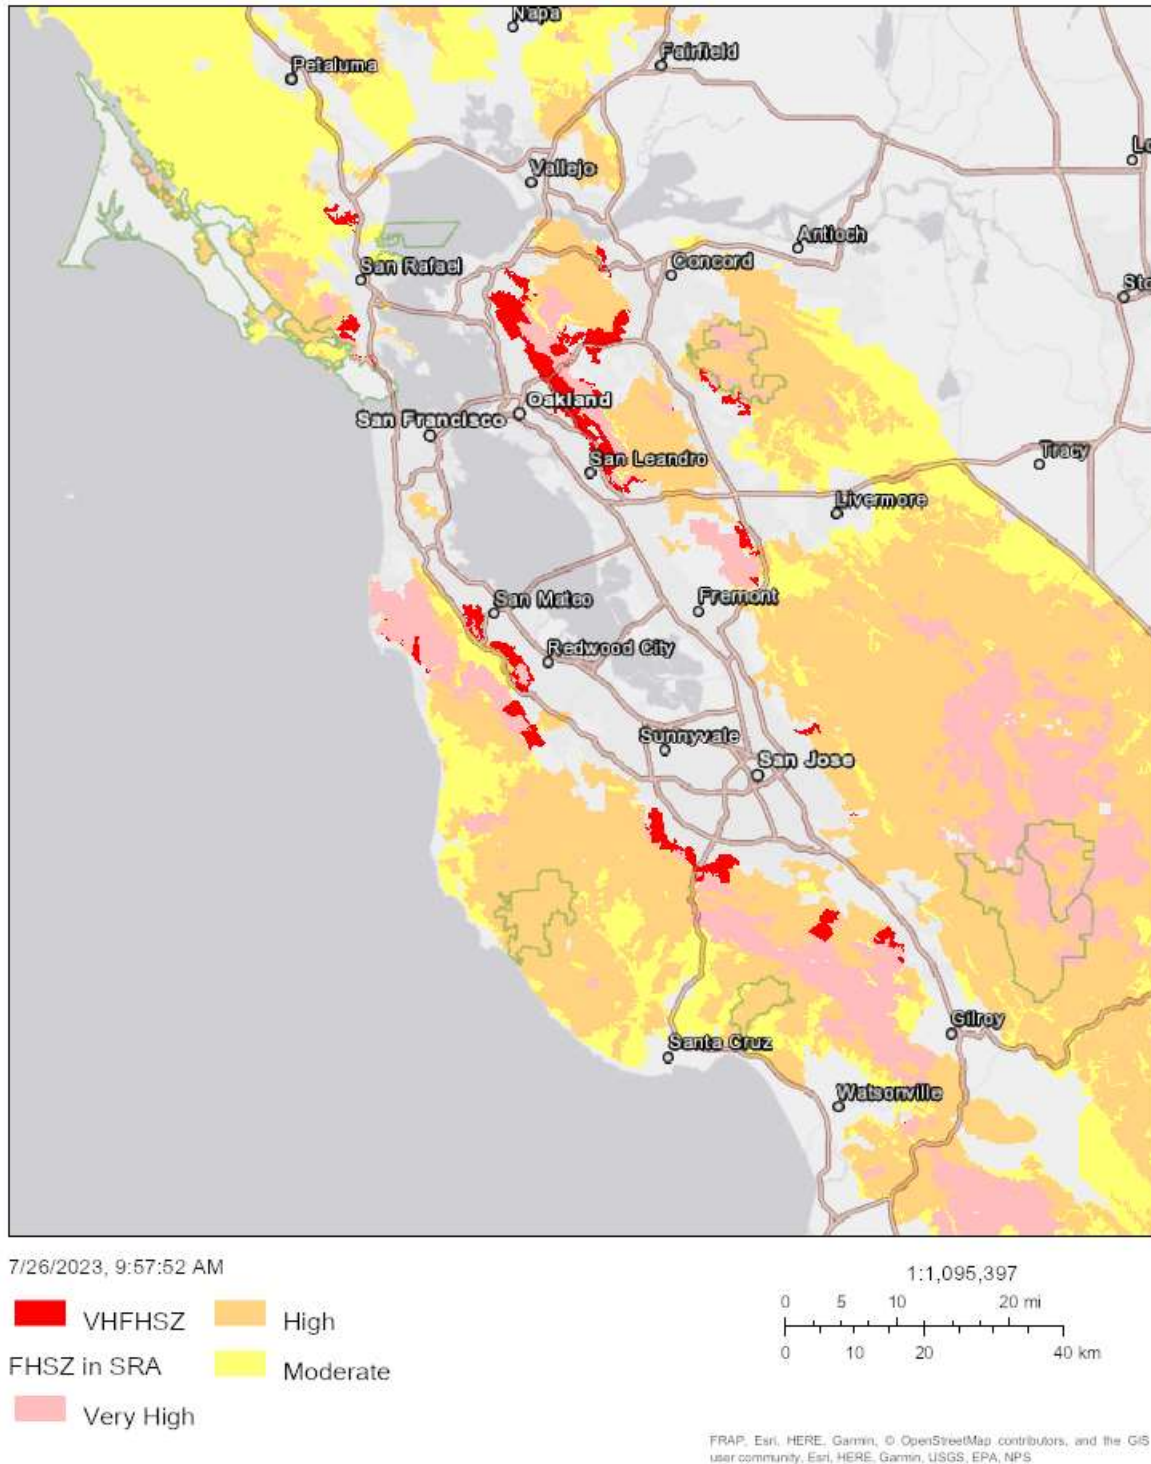 Napa
Fairfield
Petaluma
Vallejo
Lo
Antioch
San Rafael
Concord
Sto
Oakland
San Francisco
San Leandro
Tracy
Livermore
San Mateo
Fremont
Redwood City
Sunnyvale
San Jose
Gilroy
Santa Cruz
Watsonville
7/26/2023, 9:57:52 AM
1:1,095,397
VHFHSZ
High
FHSZ in SRA
Moderate
Very High
0 5 10 20 mi
0 10 20 40 km
FRAP, Esri, HERE, Garmin, © OpenStreetMap contributors, and the GIS
user community, Esri, HERE, Garmin, USGS, EPA, NPS